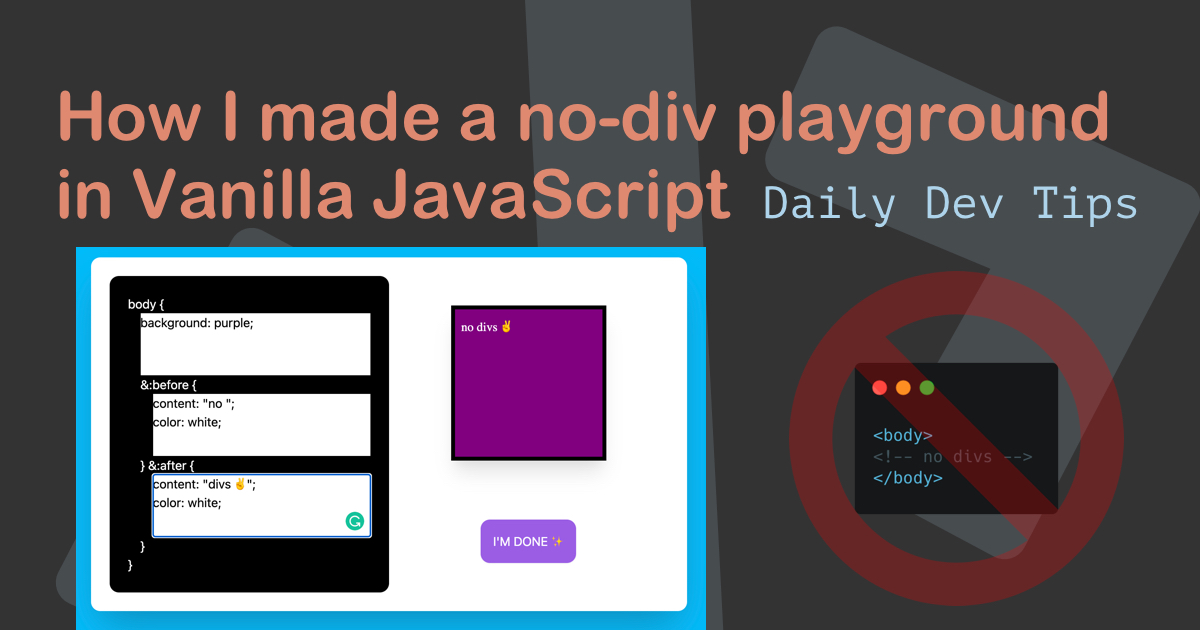 How I made a no-div playground
in Vanilla JavaScript
Daily Dev Tips
body {
background: purple;
&:before {
content: "no ";
color: white;
} &:after {
content: "divs ✌️";
color: white;
}
}
no divs ✌️
I'M DONE ✨
<body>
<!-- no divs -->
</body>